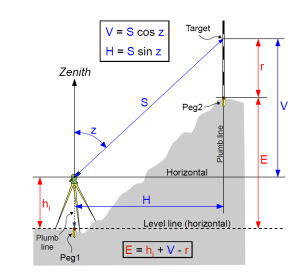 Target
V = S cos z
H = S sin z
Zenith
r
S
V
Peg2
z
Plumb line
E
Horizontal
hi
H
Level line (horizontal)
Plumb
line
Peg1
E = hi + V - r